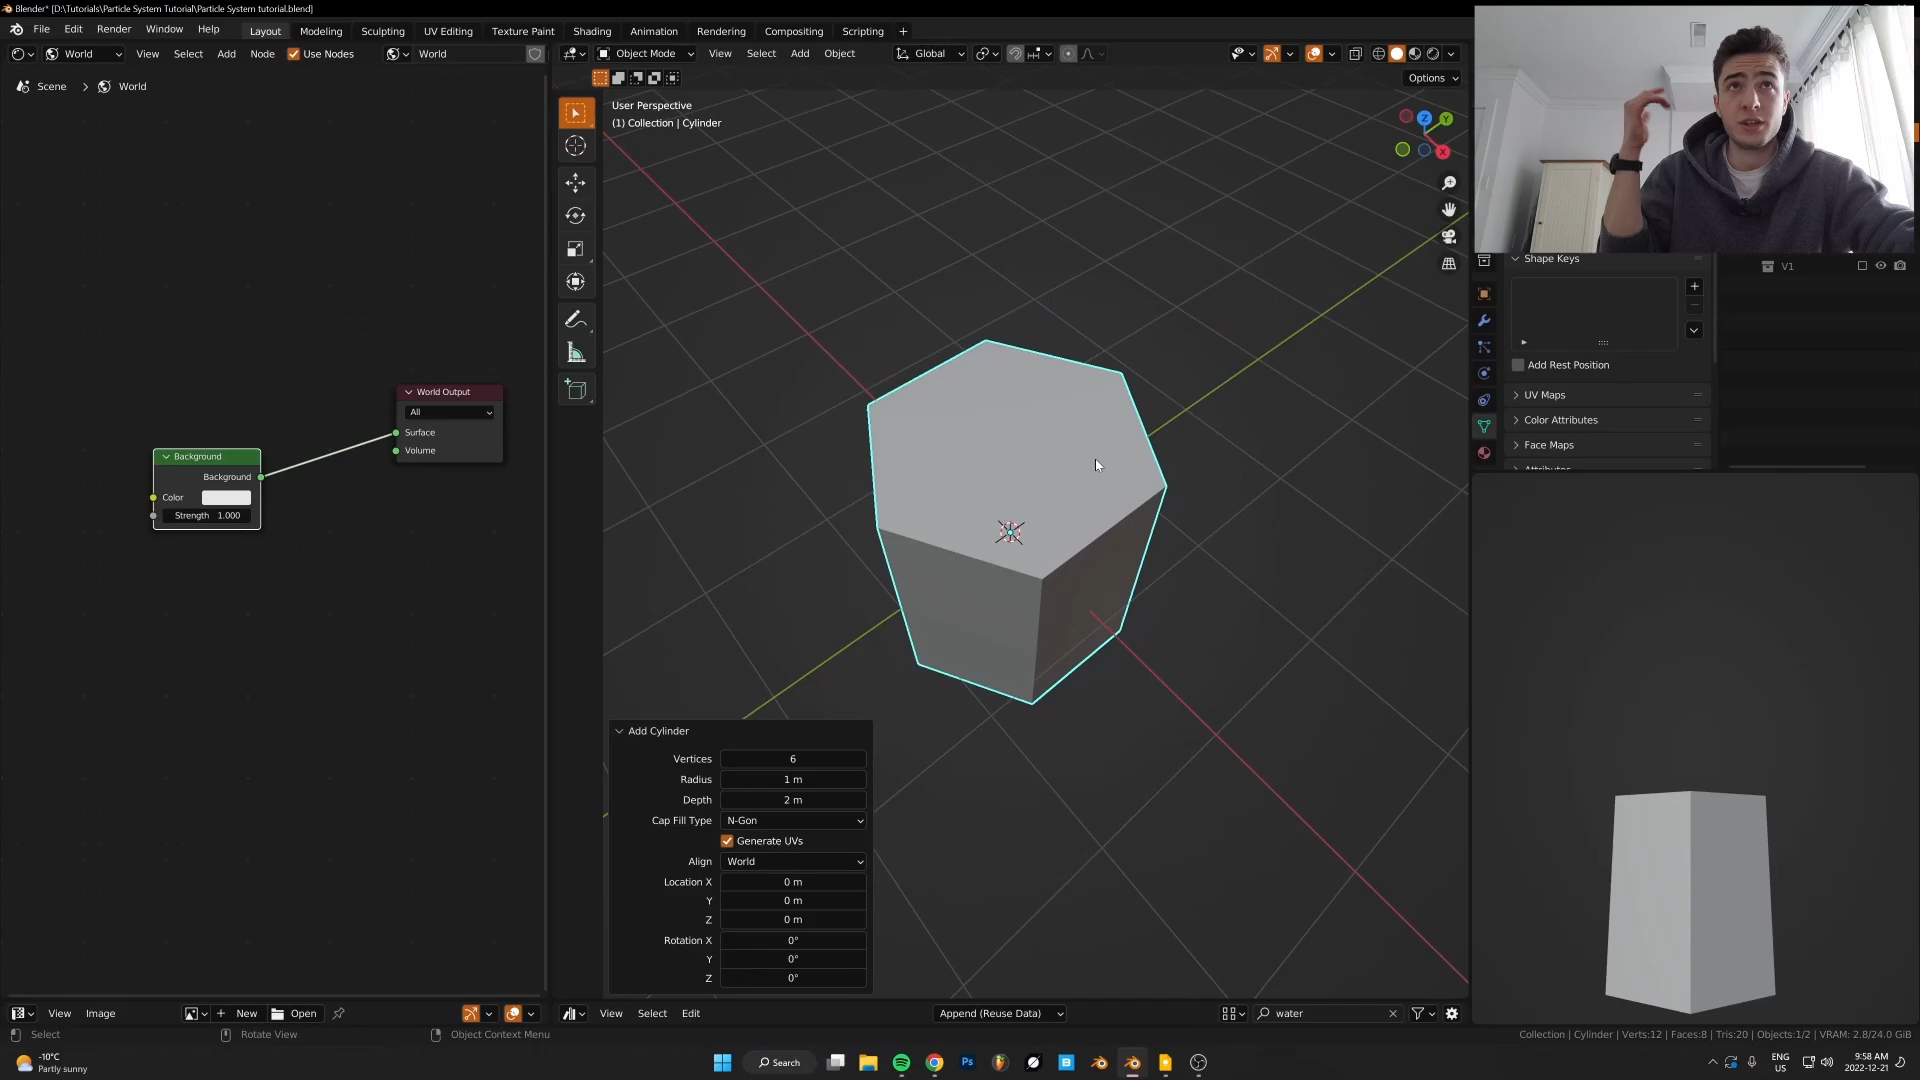 Blender* [D:\Tutorials\Particle System Tutorial\Particle System tutorial.blend]
File Edit Render Window Help Layout Modeling Sculpting UV Editing Texture Paint Shading Animation Rendering Compositing Scripting +
World View Select Add Node Use Nodes World Object Mode View Select Add Object Global
Options
Scene > World
User Perspective
(1) Collection | Cylinder
Z Y
X
Shape Keys
V1
Add Rest Position
UV Maps
Color Attributes
Face Maps
World Output
All
Surface
Volume
Background
Background
Color
Strength 1.000
Add Cylinder
Vertices 6
Radius 1 m
Depth 2 m
Cap Fill Type N-Gon
Generate UVs
Align World
Location X 0 m
Y 0 m
Z 0 m
Rotation X 0°
Y 0°
Z 0°
View Image New Open View Select Edit Append (Reuse Data) water
Select Rotate View Object Context Menu Collection | Cylinder | Verts:12 | Faces:8 | Tris:20 | Objects:1/2 | VRAM: 2.8/24.0 GiB
-10°C
Partly sunny
Search
Ps
B
ENG
US
9:58 AM
2022-12-21